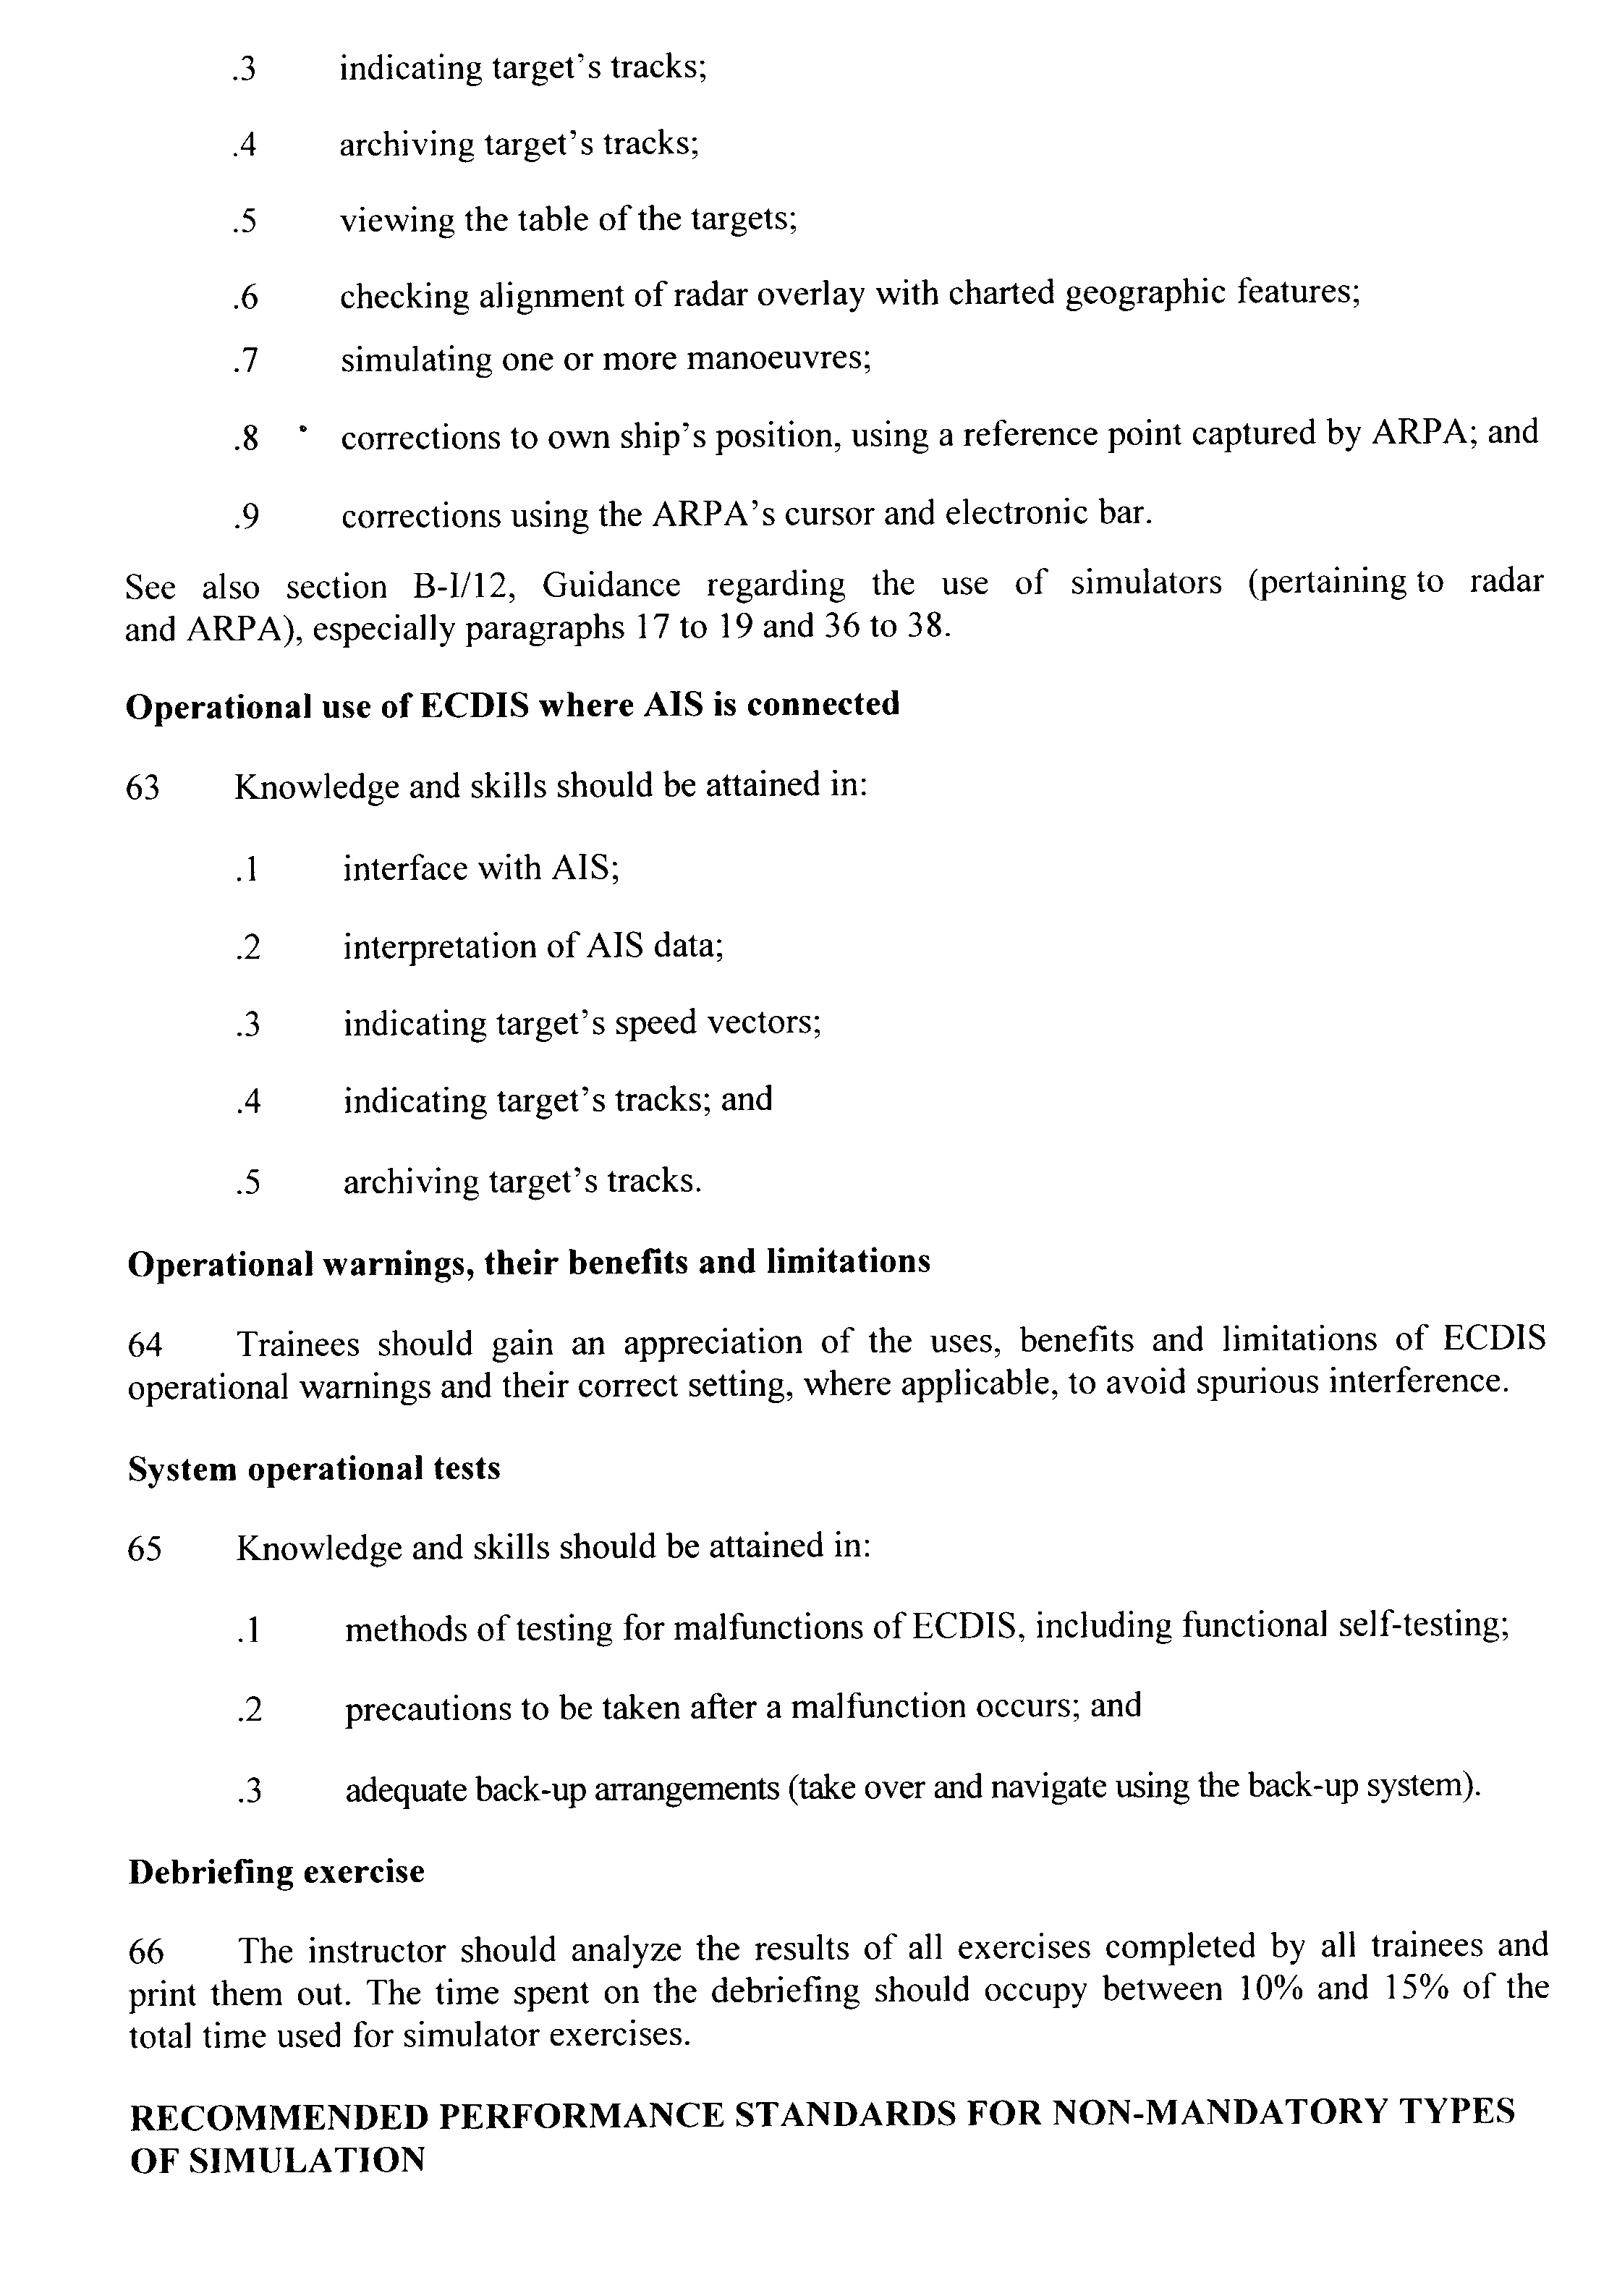 .3 indicating target's tracks;
.4 archiving target's tracks;
.5 viewing the table of the targets;
.6 checking alignment of radar overlay with charted geographic features;
.7 simulating one or more manoeuvres;
.8 corrections to own ship's position, using a reference point captured by ARPA; and
.9 corrections using the ARPA's cursor and electronic bar.
See also section B-I/12, Guidance regarding the use of simulators (pertaining to radar
and ARPA), especially paragraphs 17 to 19 and 36 to 38.
Operational use of ECDIS where AIS is connected
63 Knowledge and skills should be attained in:
.1 interface with AIS;
.2 interpretation of AIS data;
.3 indicating target's speed vectors;
.4 indicating target's tracks; and
.5 archiving target's tracks.
Operational warnings, their benefits and limitations
64 Trainees should gain an appreciation of the uses, benefits and limitations of ECDIS
operational warnings and their correct setting, where applicable, to avoid spurious interference.
System operational tests
65 Knowledge and skills should be attained in:
.1 methods of testing for malfunctions of ECDIS, including functional self-testing;
.2 precautions to be taken after a malfunction occurs; and
.3 adequate back-up arrangements (take over and navigate using the back-up system).
Debriefing exercise
66 The instructor should analyze the results of all exercises completed by all trainees and
print them out. The time spent on the debriefing should occupy between 10% and 15% of the
total time used for simulator exercises.
RECOMMENDED PERFORMANCE STANDARDS FOR NON-MANDATORY TYPES
OF SIMULATION